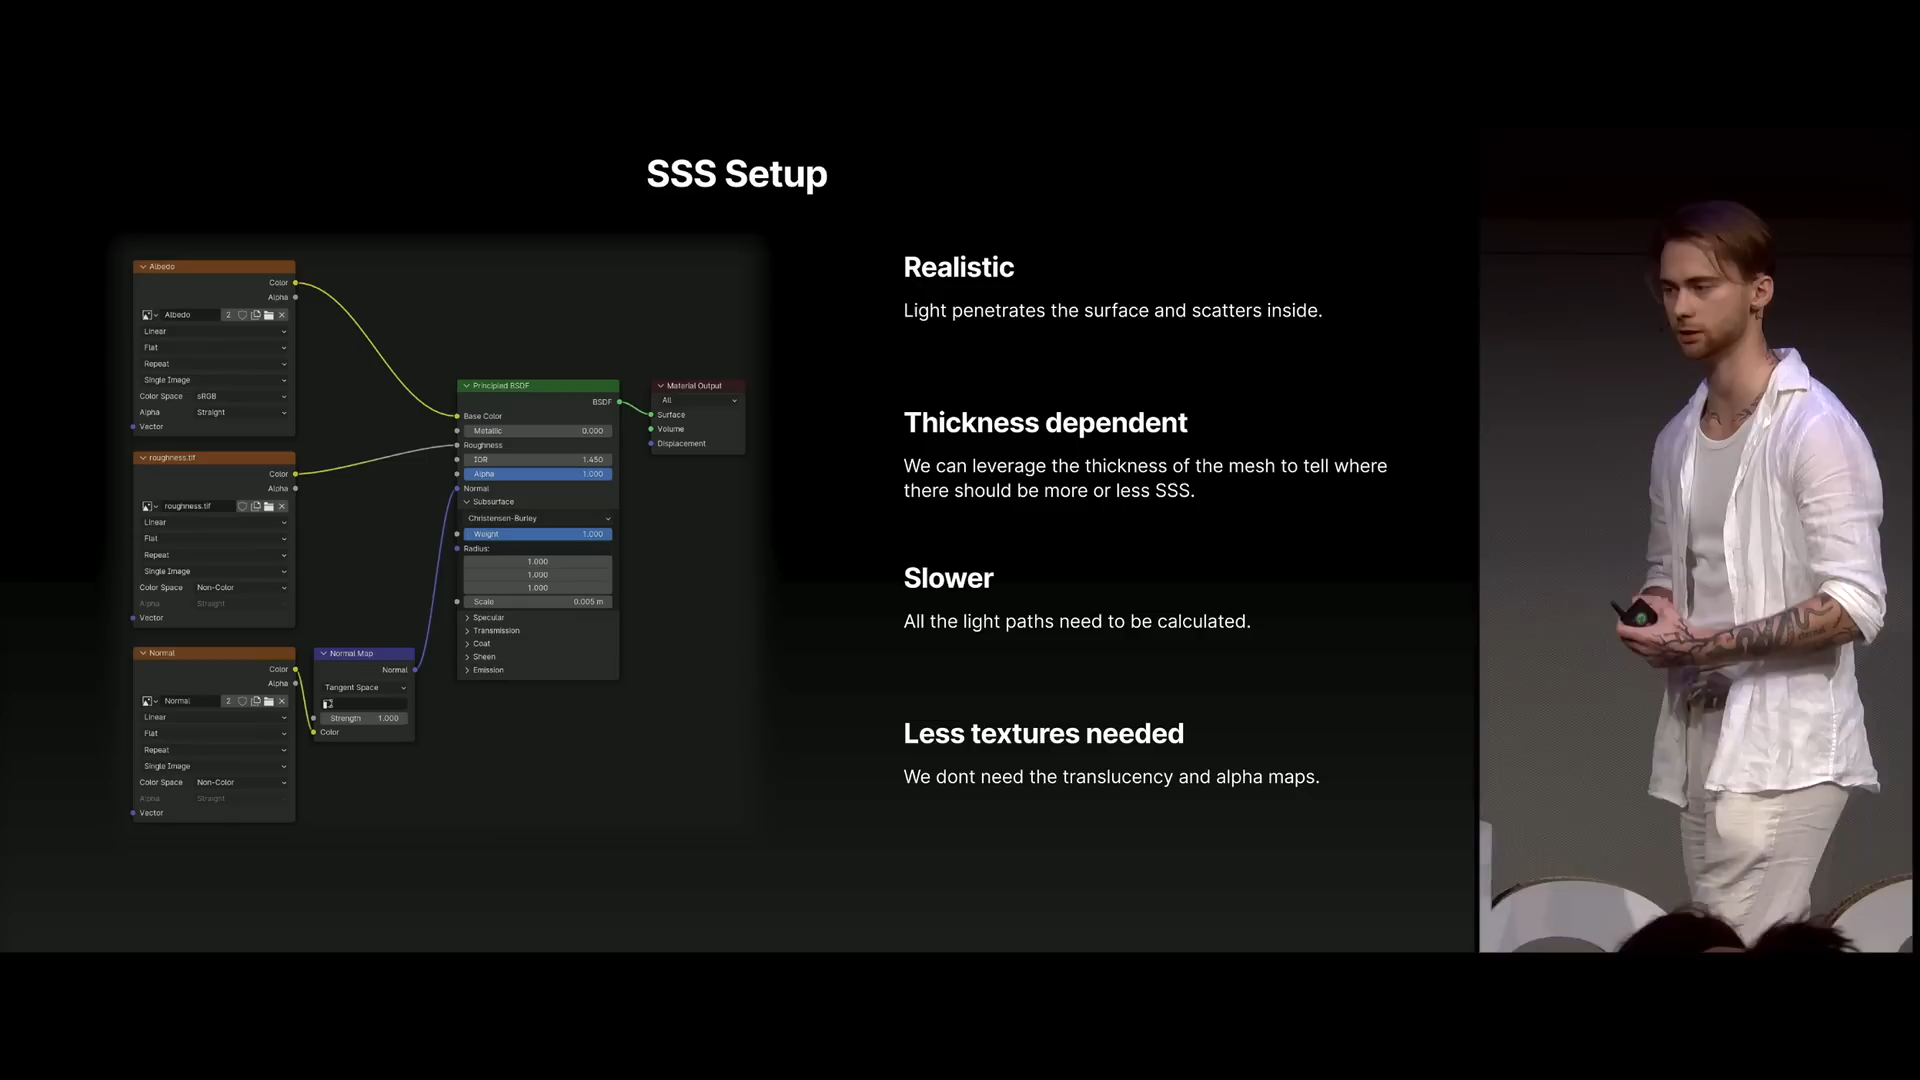 SSS Setup
Albedo
Color
Alpha
Albedo 2
Linear
Flat
Repeat
Single Image
Color Space sRGB
Alpha Straight
Vector
roughness.tif
Color
Alpha
roughness.tif
Linear
Flat
Repeat
Single Image
Color Space Non-Color
Alpha Straight
Vector
Normal
Color
Alpha
Normal 2
Linear
Flat
Repeat
Single Image
Color Space Non-Color
Alpha Straight
Vector
Normal Map
Normal
Tangent Space
Strength 1.000
Color
Principled BSDF
BSDF
Base Color
Metallic 0.000
Roughness
IOR 1.450
Alpha 1.000
Normal
Subsurface
Christensen-Burley
Weight 1.000
Radius:
1.000
1.000
1.000
Scale 0.005 m
Specular
Transmission
Coat
Sheen
Emission
Material Output
All
Surface
Volume
Displacement
Realistic
Light penetrates the surface and scatters inside.
Thickness dependent
We can leverage the thickness of the mesh to tell where
there should be more or less SSS.
Slower
All the light paths need to be calculated.
Less textures needed
We dont need the translucency and alpha maps.